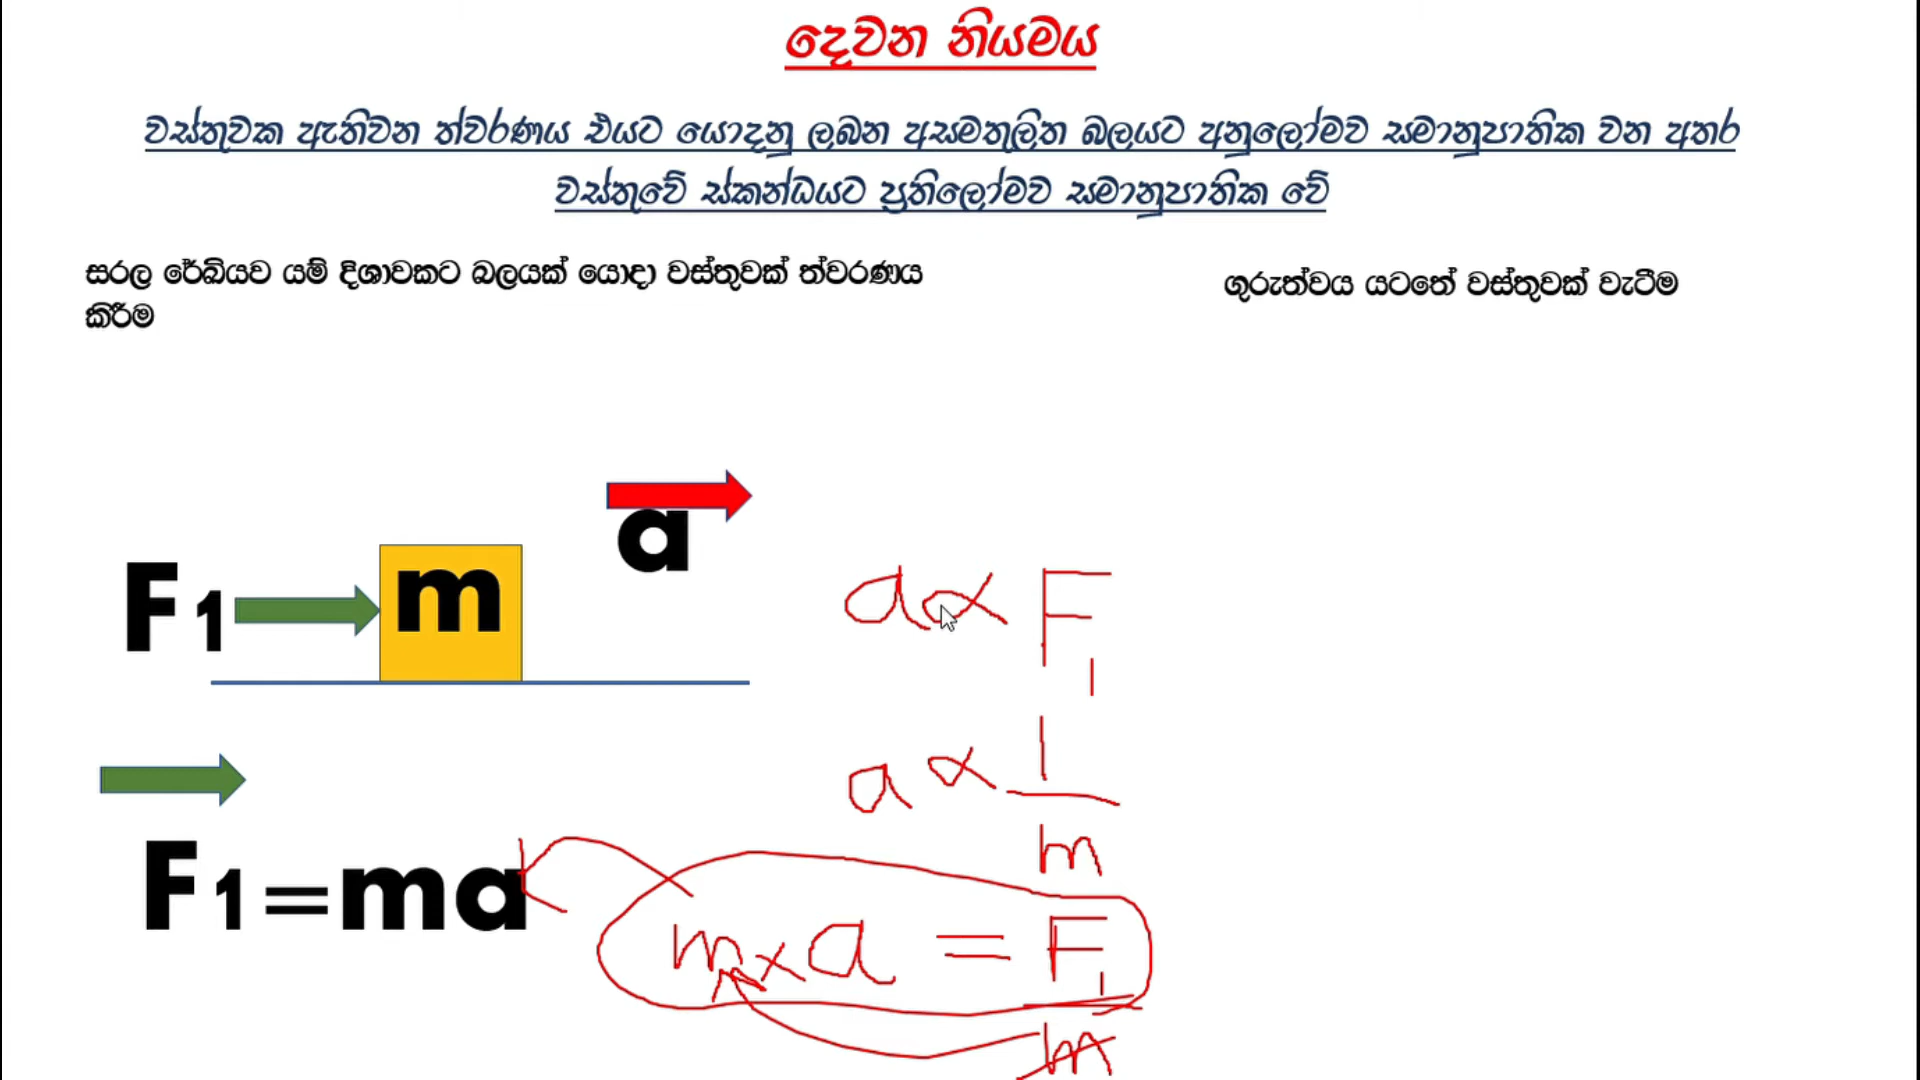 දෙවන නියමය
වස්තුවක ඇතිවන ත්වරණය එයට යොදනු ලබන අසමතුලිත බලයට අනුලෝමව සමානුපාතික වන අතර
වස්තුවේ ස්කන්ධයට ප්‍රතිලෝමව සමානුපාතික වේ
සරල රේඛීයව යම් දිශාවකට බලයක් යොදා වස්තුවක් ත්වරණය
කිරීම
ගුරුත්වය යටතේ වස්තුවක් වැටීම
a
F1
m
a ∝ F1
a ∝ 1/m
F1=ma
m × a = F1/m